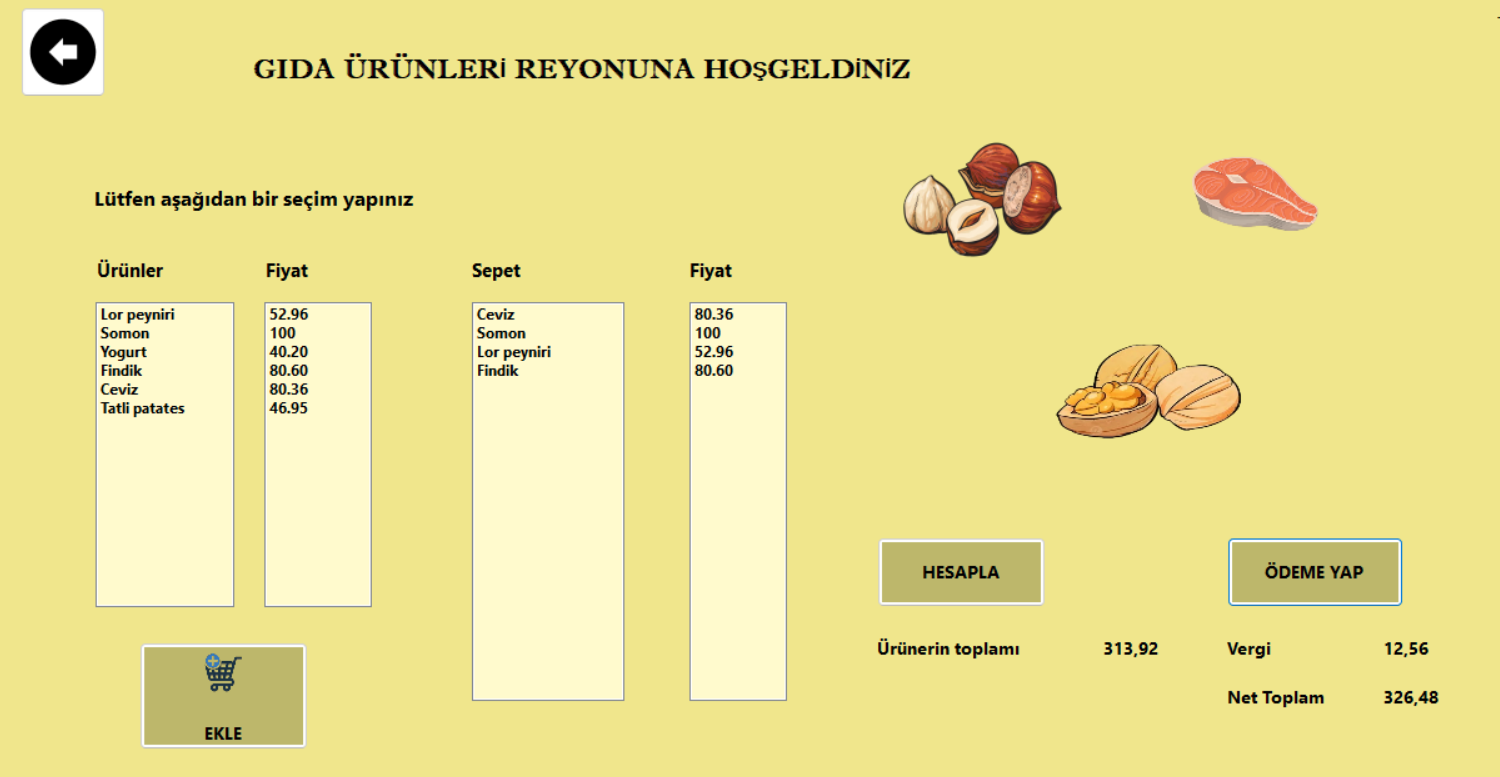 GIDA ÜRÜNLERİ REYONUNA HOŞGELDİNİZ
Lütfen aşağıdan bir seçim yapınız
Ürünler Fiyat Sepet Fiyat
Lor peyniri 52.96 Ceviz 80.36
Somon 100 Somon 100
Yogurt 40.20 Lor peyniri 52.96
Findik 80.60 Findik 80.60
Ceviz 80.36
Tatli patates 46.95
HESAPLA ÖDEME YAP
Ürünerin toplamı 313,92 Vergi 12,56
Net Toplam 326,48
EKLE